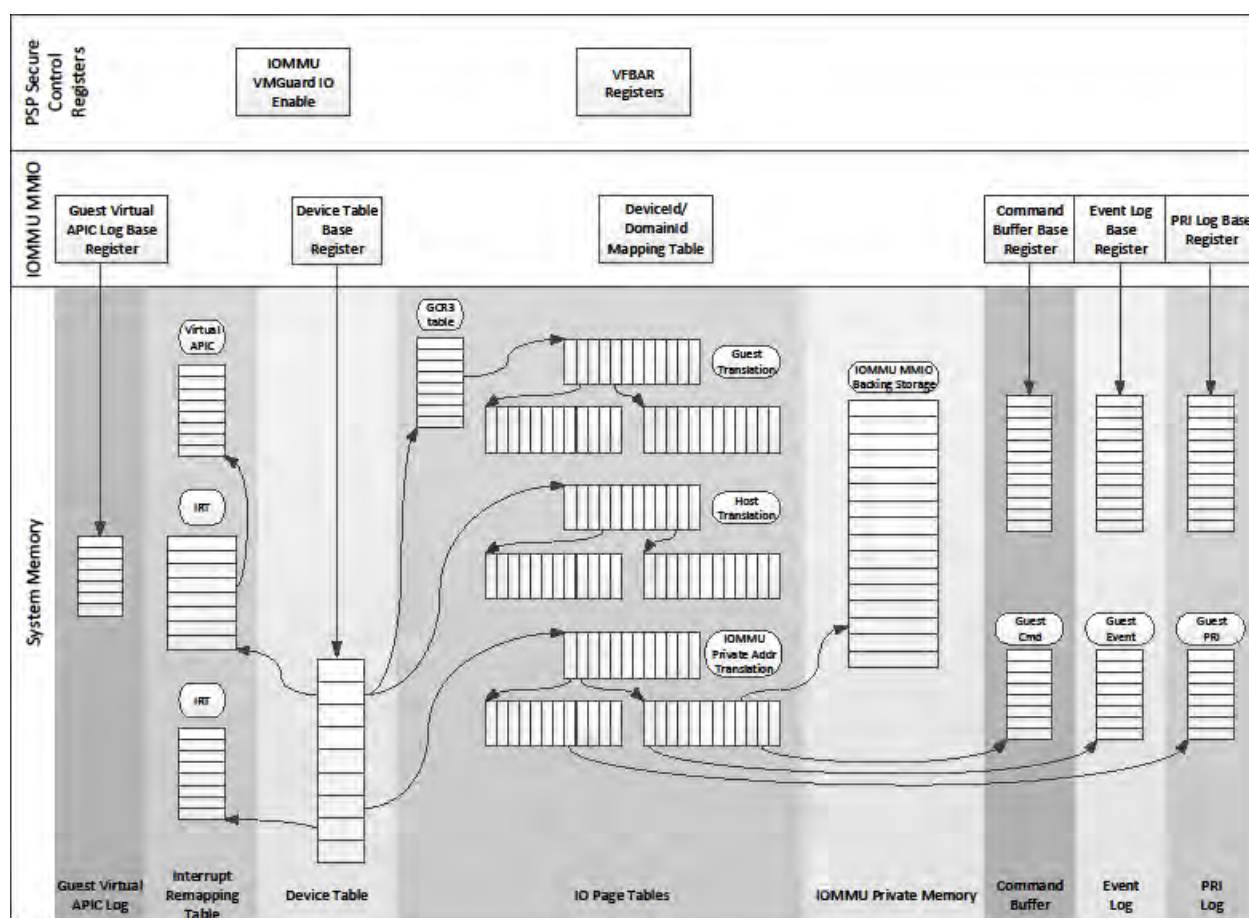 PSP Secure
Control
Registers
IOMMU
VMGuard IO
Enable
VFBAR
Registers
IOMMU MMIO
Guest Virtual
APIC Log Base
Register
Device Table
Base
Register
DeviceId/
DomainId
Mapping Table
Command
Buffer Base
Register
Event Log
Base
Register
PRI Log Base
Register
System Memory
Virtual
APIC
GCR3
table
Guest
Translation
IOMMU MMIO
Backing Storage
IRT
Host
Translation
IOMMU
Private Addr
Translation
Guest
Cmd
Guest
Event
Guest
PRI
IRT
Guest Virtual
APIC Log
Interrupt
Remapping
Table
Device Table
IO Page Tables
IOMMU Private Memory
Command
Buffer
Event
Log
PRI
Log